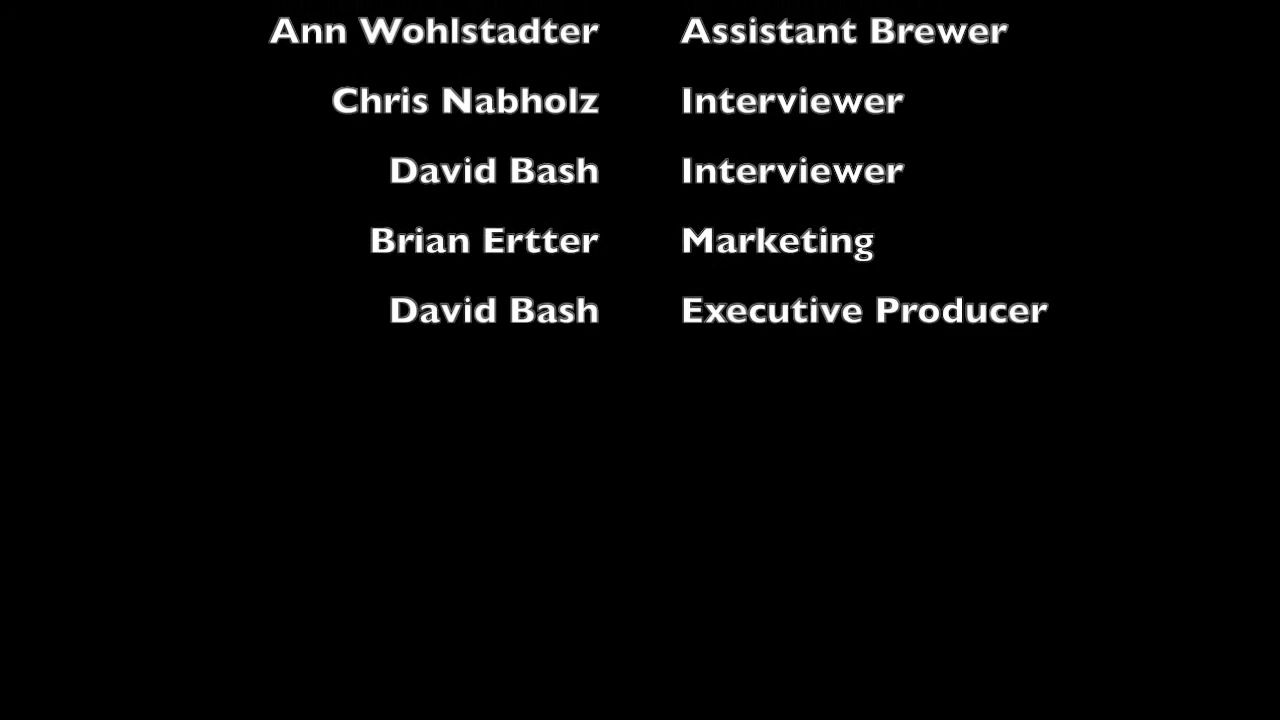 Ann Wohlstadter Assistant Brewer
Chris Nabholz Interviewer
David Bash Interviewer
Brian Ertter Marketing
David Bash Executive Producer